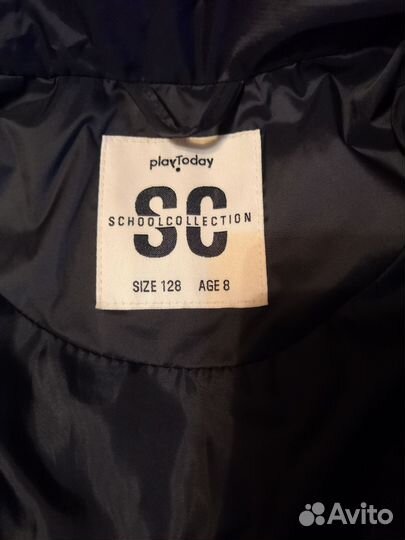 playToday
SC
SCHOOLCOLLECTION
SIZE 128 AGE 8
Avito